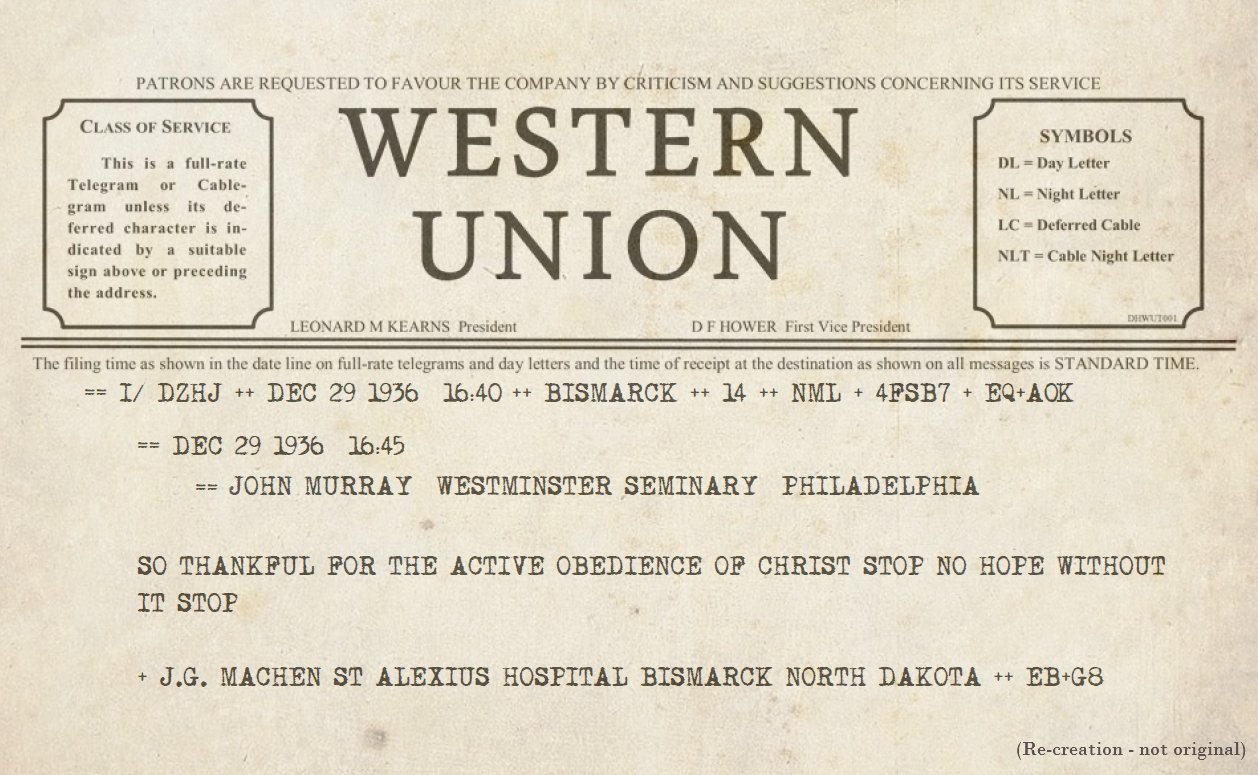 PATRONS ARE REQUESTED TO FAVOUR THE COMPANY BY CRITICISM AND SUGGESTIONS CONCERNING ITS SERVICE
CLASS OF SERVICE
This is a full-rate
Telegram or Cable-
gram unless its de-
ferred character is in-
dicated by a suitable
sign above or preceding
the address.
WESTERN
UNION
SYMBOLS
DL = Day Letter
NL = Night Letter
LC = Deferred Cable
NLT = Cable Night Letter
DHWUT001
LEONARD M KEARNS President
D F HOWER First Vice President
The filing time as shown in the date line on full-rate telegrams and day letters and the time of receipt at the destination as shown on all messages is STANDARD TIME.
== I/ DZHJ ++ DEC 29 1936 16:40 ++ BISMARCK ++ 14 ++ NML + 4FSB7 + EQ+AOK
== DEC 29 1936 16:45
== JOHN MURRAY WESTMINSTER SEMINARY PHILADELPHIA
SO THANKFUL FOR THE ACTIVE OBEDIENCE OF CHRIST STOP NO HOPE WITHOUT
IT STOP
+ J.G. MACHEN ST ALEXIUS HOSPITAL BISMARCK NORTH DAKOTA ++ EB+G8
(Re-creation - not original)